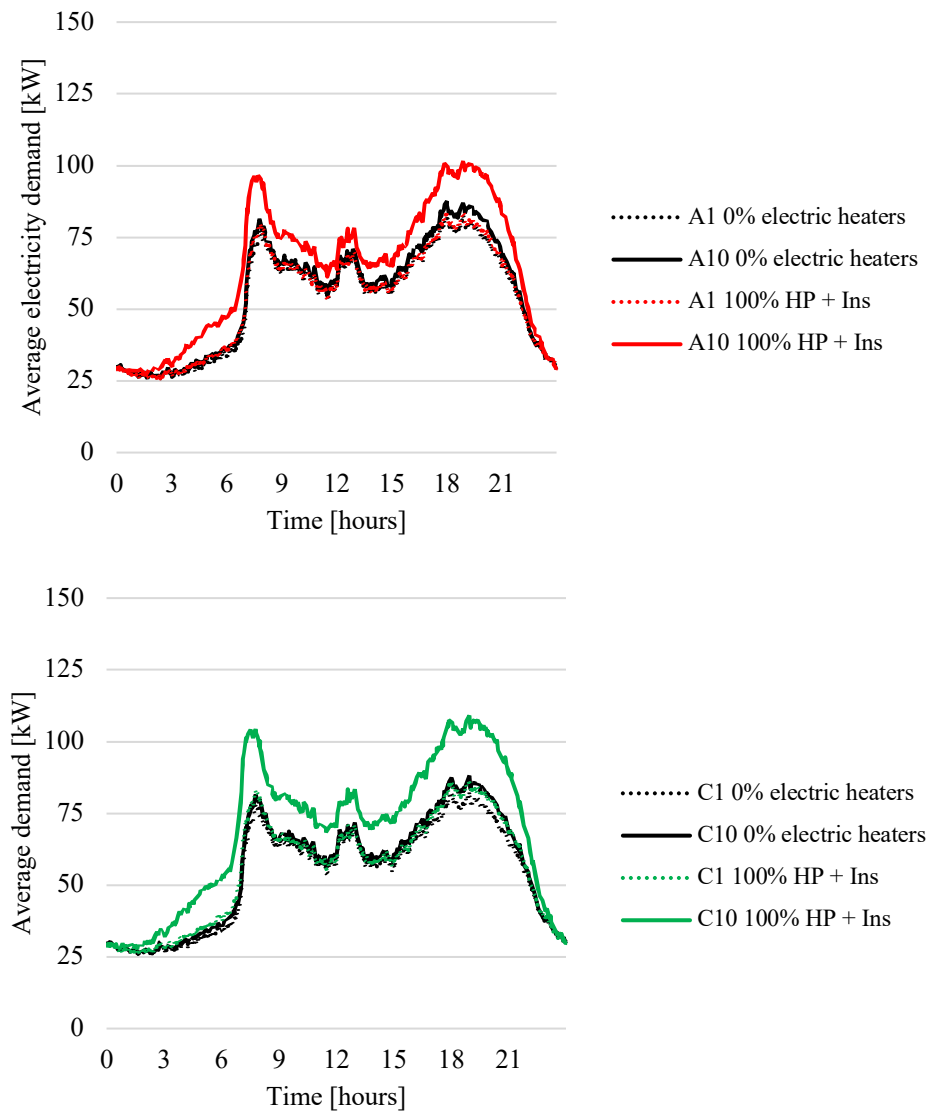 150
125
100
75
50
25
0
Average electricity demand [kW]
0 3 6 9 12 15 18 21
Time [hours]
A1 0% electric heaters
A10 0% electric heaters
A1 100% HP + Ins
A10 100% HP + Ins
150
125
100
75
50
25
0
Average demand [kW]
0 3 6 9 12 15 18 21
Time [hours]
C1 0% electric heaters
C10 0% electric heaters
C1 100% HP + Ins
C10 100% HP + Ins